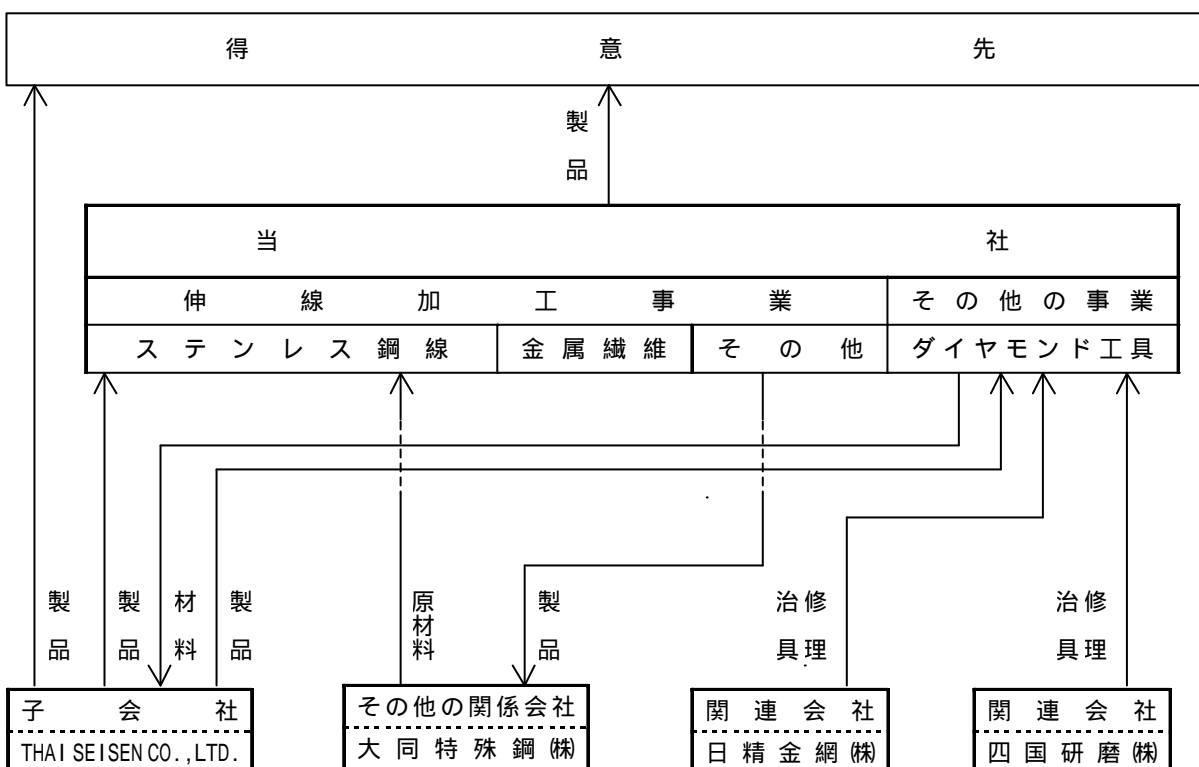 得意先
製品
当社
伸線加工事業 その他の事業
ステンレス鋼線 金属繊維 その他 ダイヤモンド工具
製品
製品
材料
製品
原材料
製品
修理
治具
修理
治具
子会社
THAI SEISEN CO.,LTD.
その他の関係会社
大同特殊鋼㈱
関連会社
日精金網㈱
関連会社
四国研磨㈱